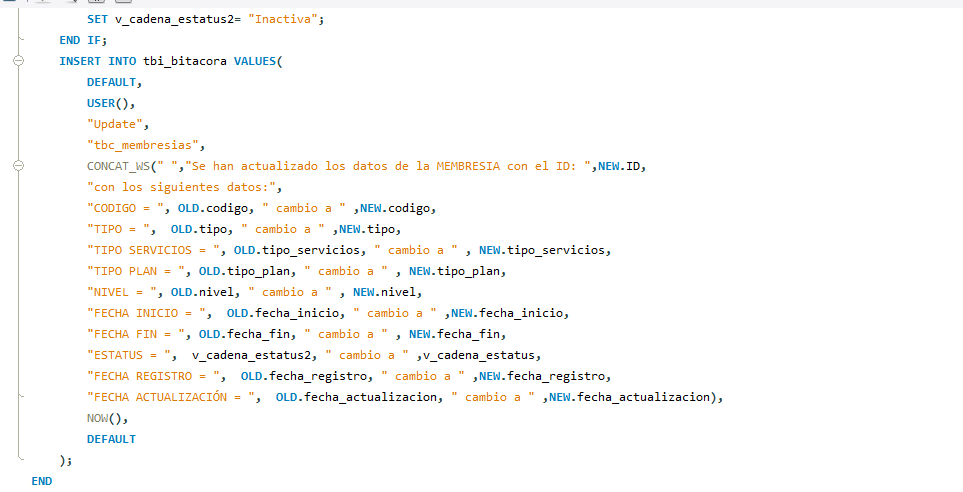 SET v_cadena_estatus2= "Inactiva";
END IF;
INSERT INTO tbi_bitacora VALUES(
DEFAULT,
USER(),
"Update",
"tbc_membresias",
CONCAT_WS(" ","Se han actualizado los datos de la MEMBRESIA con el ID: ",NEW.ID,
"con los siguientes datos:",
"CODIGO = ", OLD.codigo, " cambio a " ,NEW.codigo,
"TIPO = ",  OLD.tipo, " cambio a " ,NEW.tipo,
"TIPO SERVICIOS = ", OLD.tipo_servicios, " cambio a " , NEW.tipo_servicios,
"TIPO PLAN = ", OLD.tipo_plan, " cambio a " , NEW.tipo_plan,
"NIVEL = ", OLD.nivel, " cambio a " , NEW.nivel,
"FECHA INICIO = ",  OLD.fecha_inicio, " cambio a " ,NEW.fecha_inicio,
"FECHA FIN = ", OLD.fecha_fin, " cambio a " , NEW.fecha_fin,
"ESTATUS = ",  v_cadena_estatus2, " cambio a " ,v_cadena_estatus,
"FECHA REGISTRO = ",  OLD.fecha_registro, " cambio a " ,NEW.fecha_registro,
"FECHA ACTUALIZACIÓN = ",  OLD.fecha_actualizacion, " cambio a " ,NEW.fecha_actualizacion),
NOW(),
DEFAULT
);
END